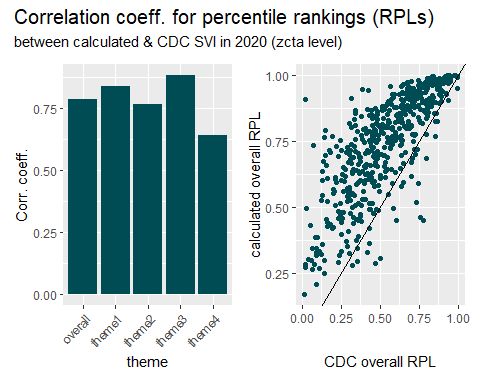 Correlation coeff. for percentile rankings (RPLs)
between calculated & CDC SVI in 2020 (zcta level)
Corr. coeff.
0.75
0.50
0.25
0.00
overall
theme1
theme2
theme3
theme4
theme
calculated overall RPL
1.00
0.75
0.50
0.25
0.00
0.25
0.50
0.75
1.00
CDC overall RPL